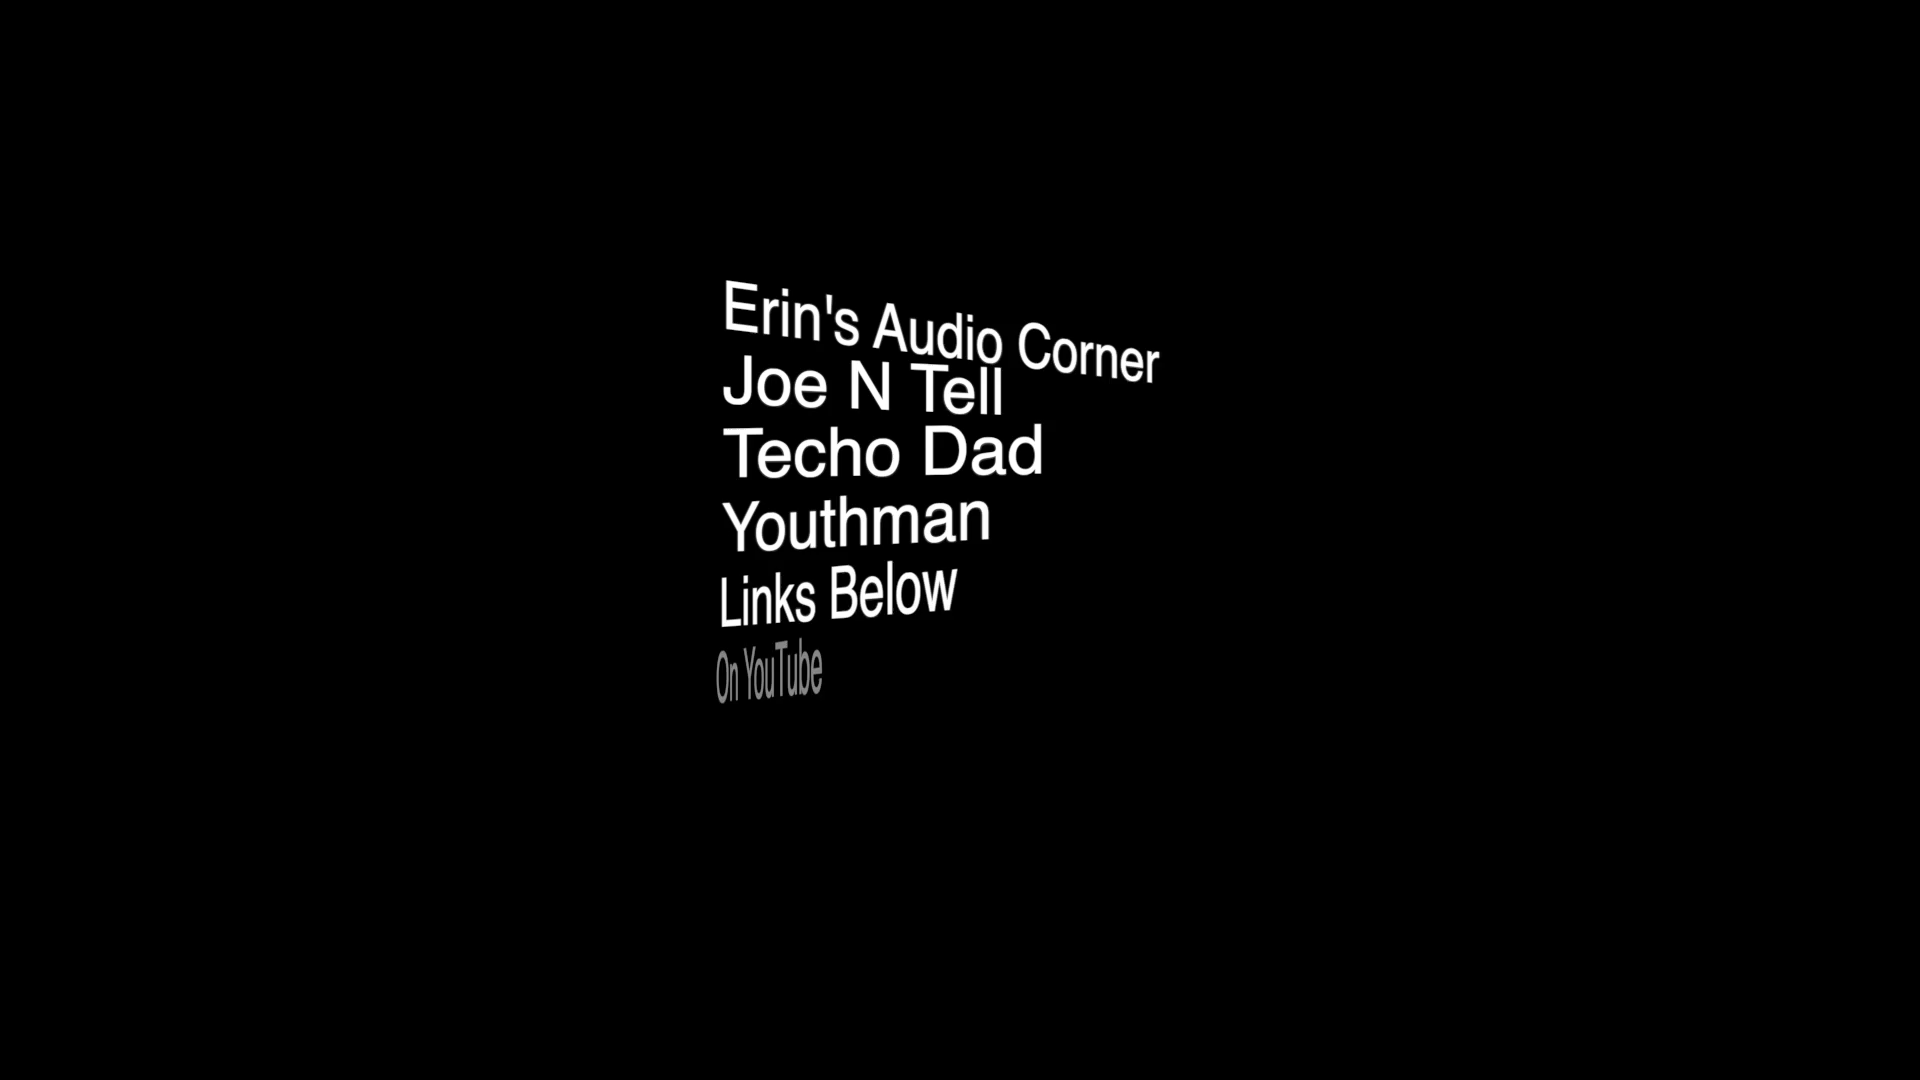 Erin's Audio Corner
Joe N Tell
Techo Dad
Youthman
Links Below
On YouTube